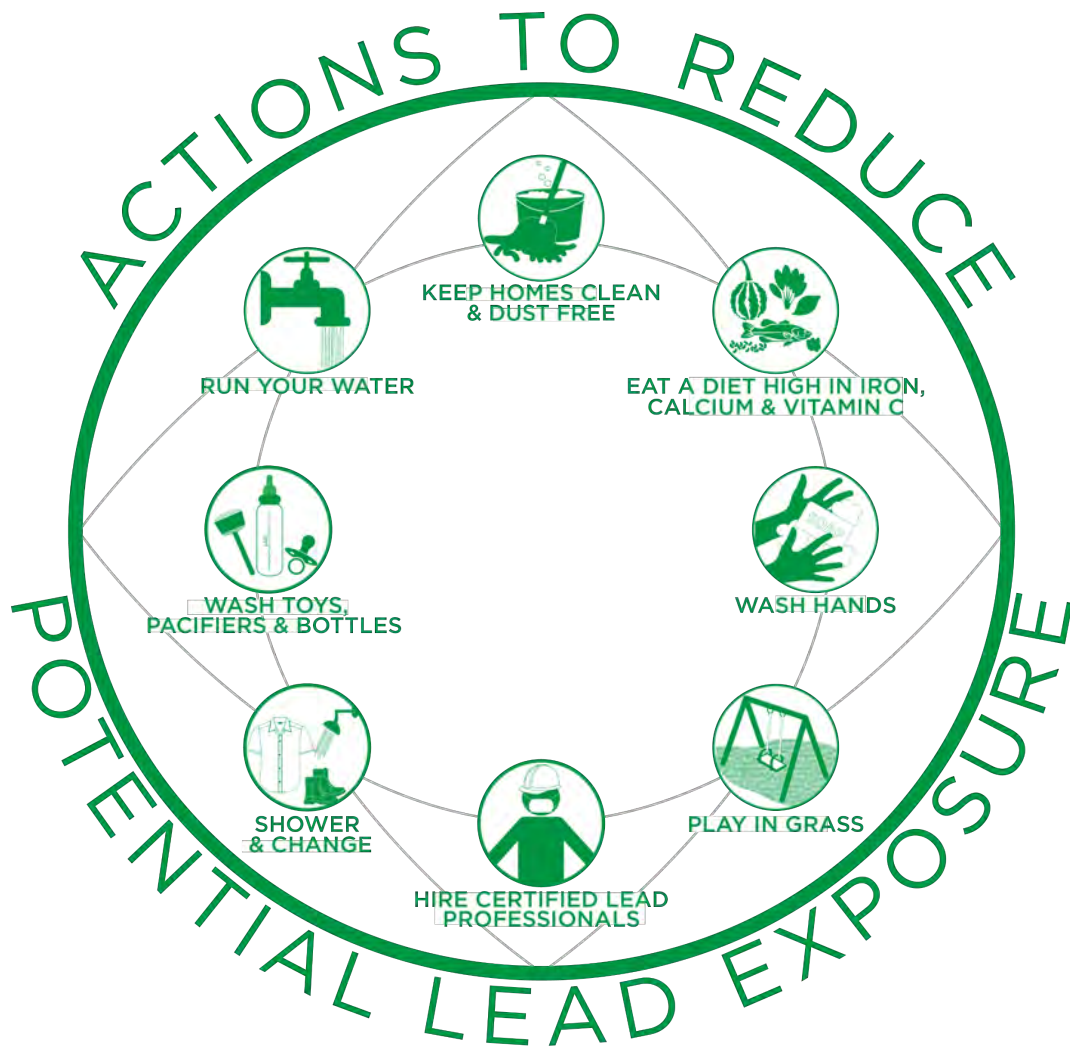 ACTIONS TO REDUCE
POTENTIAL LEAD EXPOSURE
KEEP HOMES CLEAN
& DUST FREE
EAT A DIET HIGH IN IRON,
CALCIUM & VITAMIN C
WASH HANDS
SOAP
PLAY IN GRASS
HIRE CERTIFIED LEAD
PROFESSIONALS
SHOWER
& CHANGE
WASH TOYS,
PACIFIERS & BOTTLES
RUN YOUR WATER